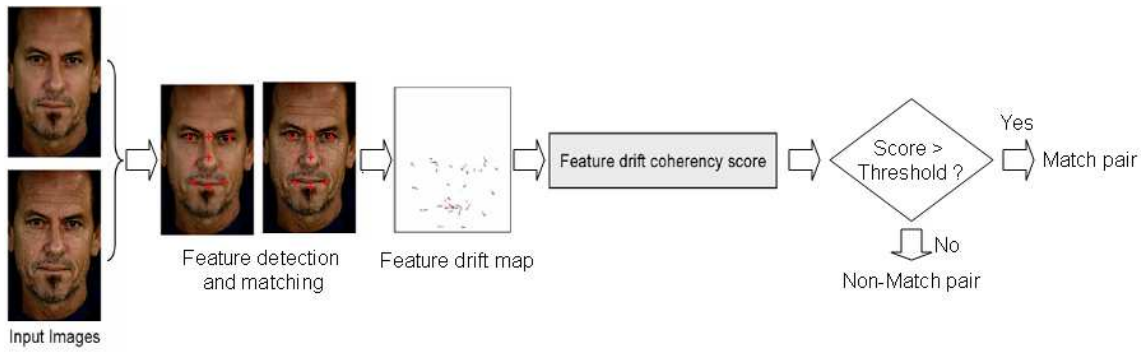 Input Images
Feature detection
and matching
Feature drift map
Feature drift coherency score
Score >
Threshold ?
Yes
Match pair
No
Non-Match pair